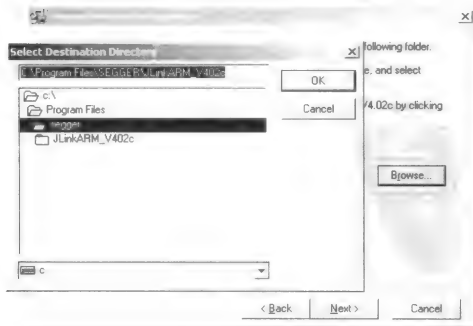 Select Destination Directory
following folder.
C:\Program Files\SEGGER\JLinkARM_V402c
e, and select
OK
c:\
Program Files
Cancel
V4.02c by clicking
segger
JLinkARM_V402c
Browse...
c
< Back
Next >
Cancel